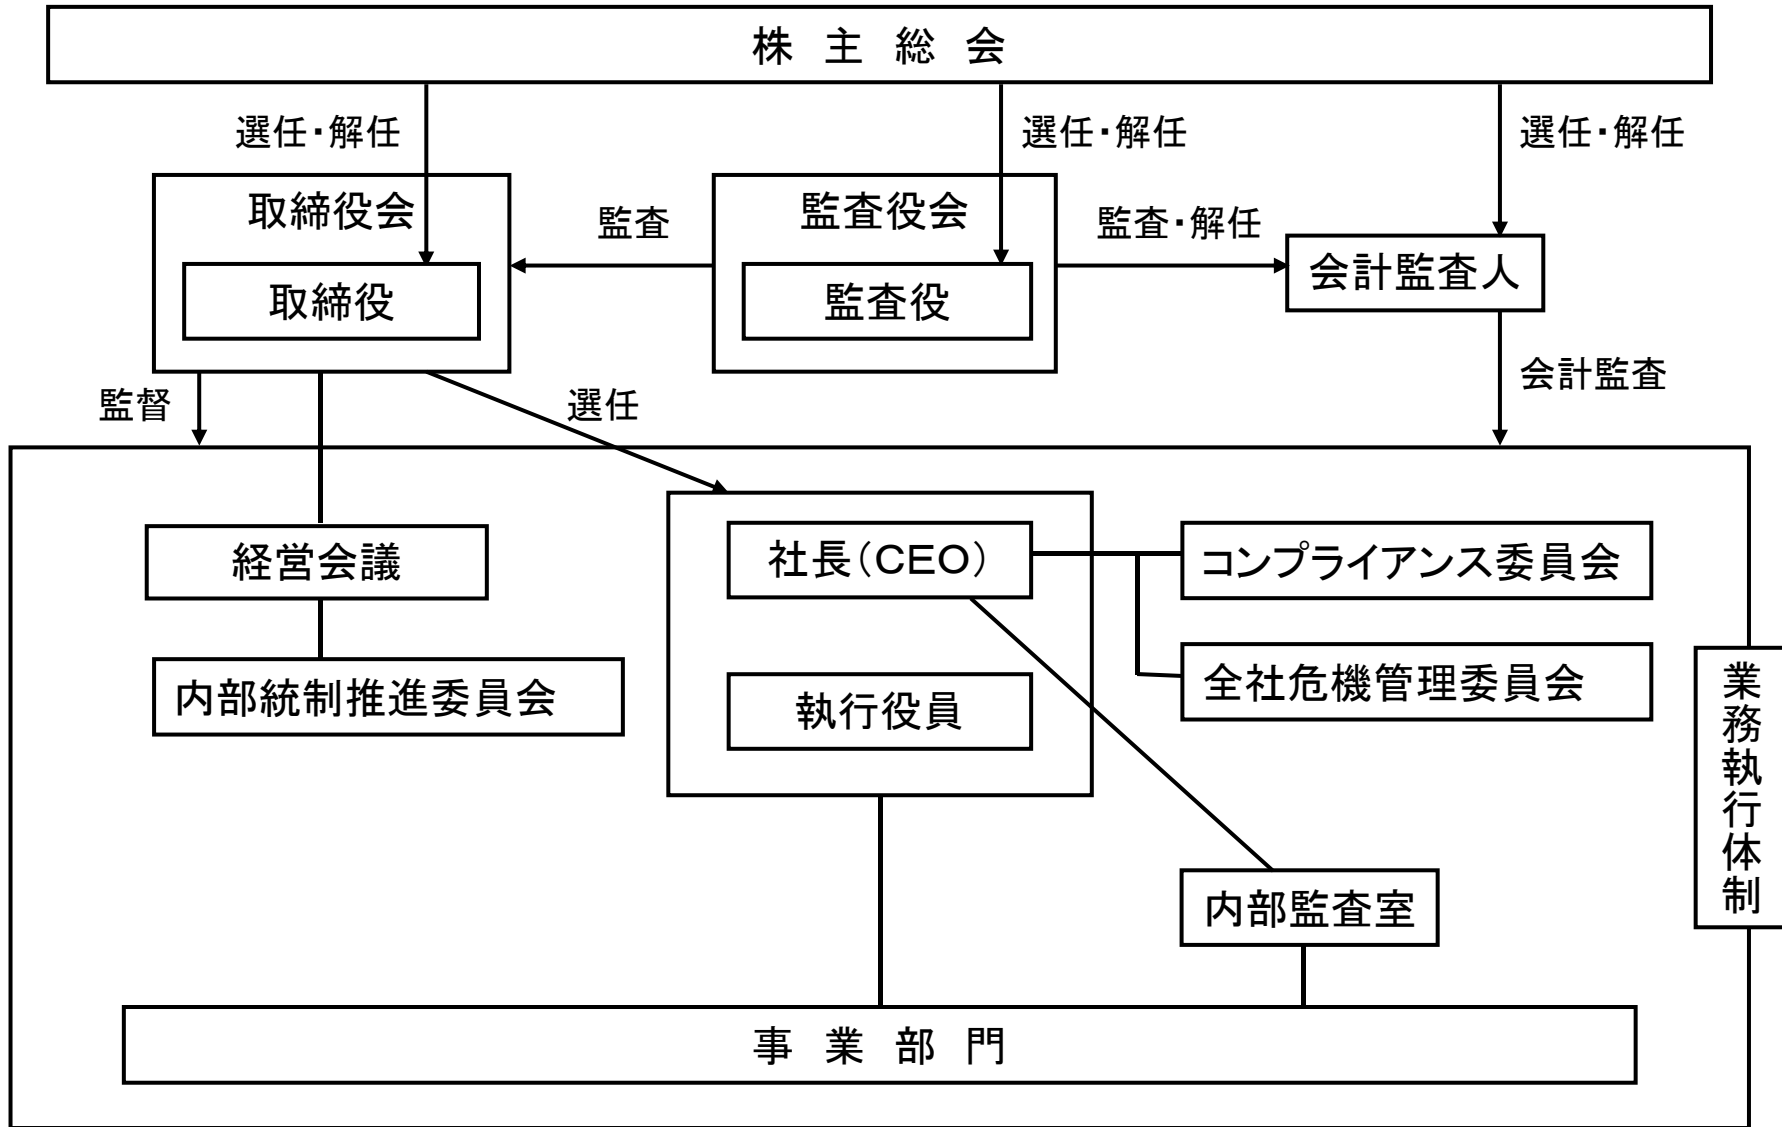 株主総会
選任・解任
選任・解任
選任・解任
取締役会
取締役
監査
監査役会
監査役
監査・解任
会計監査人
監督
選任
会計監査
経営会議
内部統制推進委員会
社長(CEO)
執行役員
コンプライアンス委員会
全社危機管理委員会
業務執行体制
内部監査室
事業部門